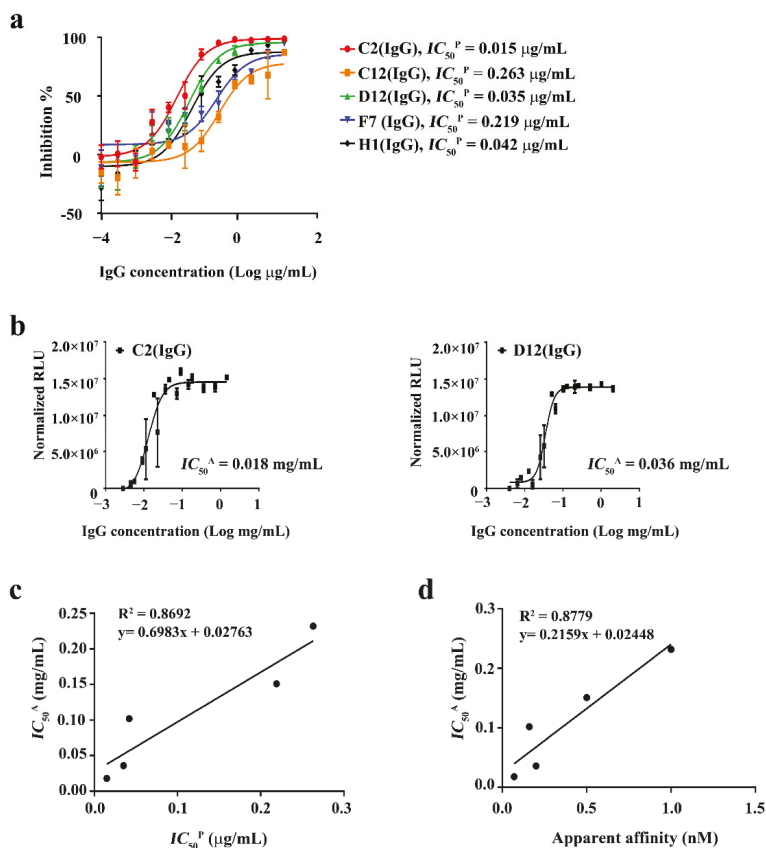 a
100
50
0
-50
Inhibition %
−4
−2
0
2
IgG concentration (Log µg/mL)
C2(IgG), IC50P = 0.015 µg/mL
C12(IgG), IC50P = 0.263 µg/mL
D12(IgG), IC50P = 0.035 µg/mL
F7 (IgG), IC50P = 0.219 µg/mL
H1(IgG), IC50P = 0.042 µg/mL
b
Normalized RLU
2.0×10⁷
1.5×10⁷
1.0×10⁷
5.0×10⁶
0
C2(IgG)
IC50A = 0.018 mg/mL
−3
−2
−1
0
1
IgG concentration (Log mg/mL)
Normalized RLU
2.0×10⁷
1.5×10⁷
1.0×10⁷
5.0×10⁶
0
D12(IgG)
IC50A = 0.036 mg/mL
−3
−2
−1
0
1
IgG concentration (Log mg/mL)
c
IC50A (mg/mL)
0.25
0.20
0.15
0.10
0.05
0.00
R² = 0.8692
y= 0.6983x + 0.02763
0.0
0.1
0.2
0.3
IC50P (µg/mL)
d
IC50A (mg/mL)
0.3
0.2
0.1
0.0
R² = 0.8779
y= 0.2159x + 0.02448
0.0
0.5
1.0
1.5
Apparent affinity (nM)